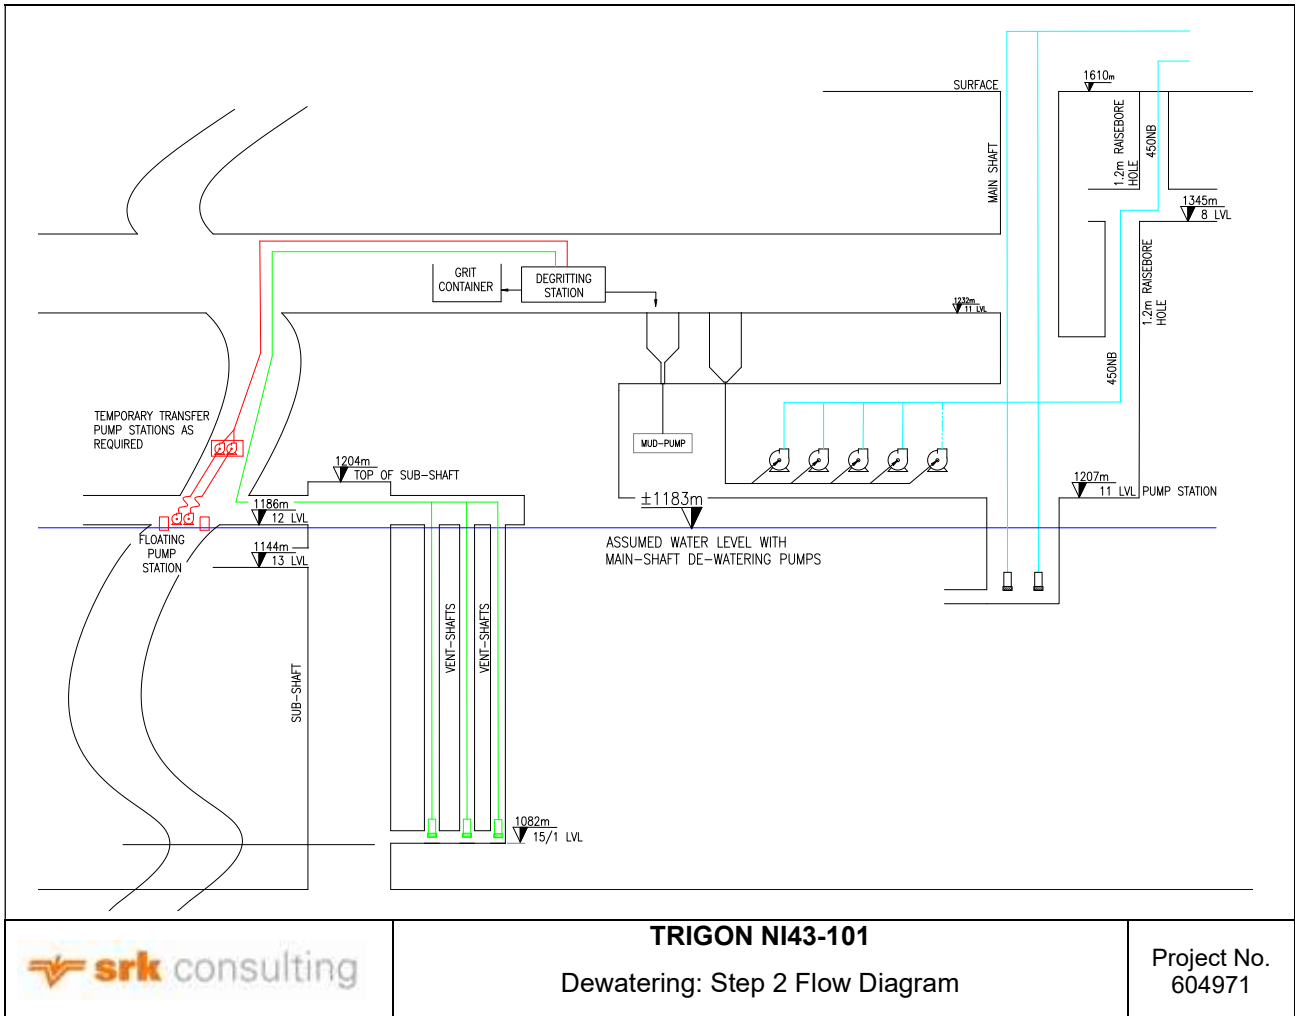 SURFACE
1610m
MAIN SHAFT
1.2m RAISEBORE
HOLE
450NB
1345m
8 LVL
GRIT
CONTAINER
DEGRITTING
STATION
1232m
11 LVL
1.2m RAISEBORE
HOLE
450NB
TEMPORARY TRANSFER
PUMP STATIONS AS
REQUIRED
MUD-PUMP
1204m
TOP OF SUB-SHAFT
1207m
11 LVL PUMP STATION
1186m
12 LVL
±1183m
FLOATING
PUMP
STATION
ASSUMED WATER LEVEL WITH
MAIN-SHAFT DE-WATERING PUMPS
1144m
13 LVL
SUB-SHAFT
VENT-SHAFTS
VENT-SHAFTS
1082m
15/1 LVL
srk consulting
TRIGON NI43-101
Dewatering: Step 2 Flow Diagram
Project No.
604971